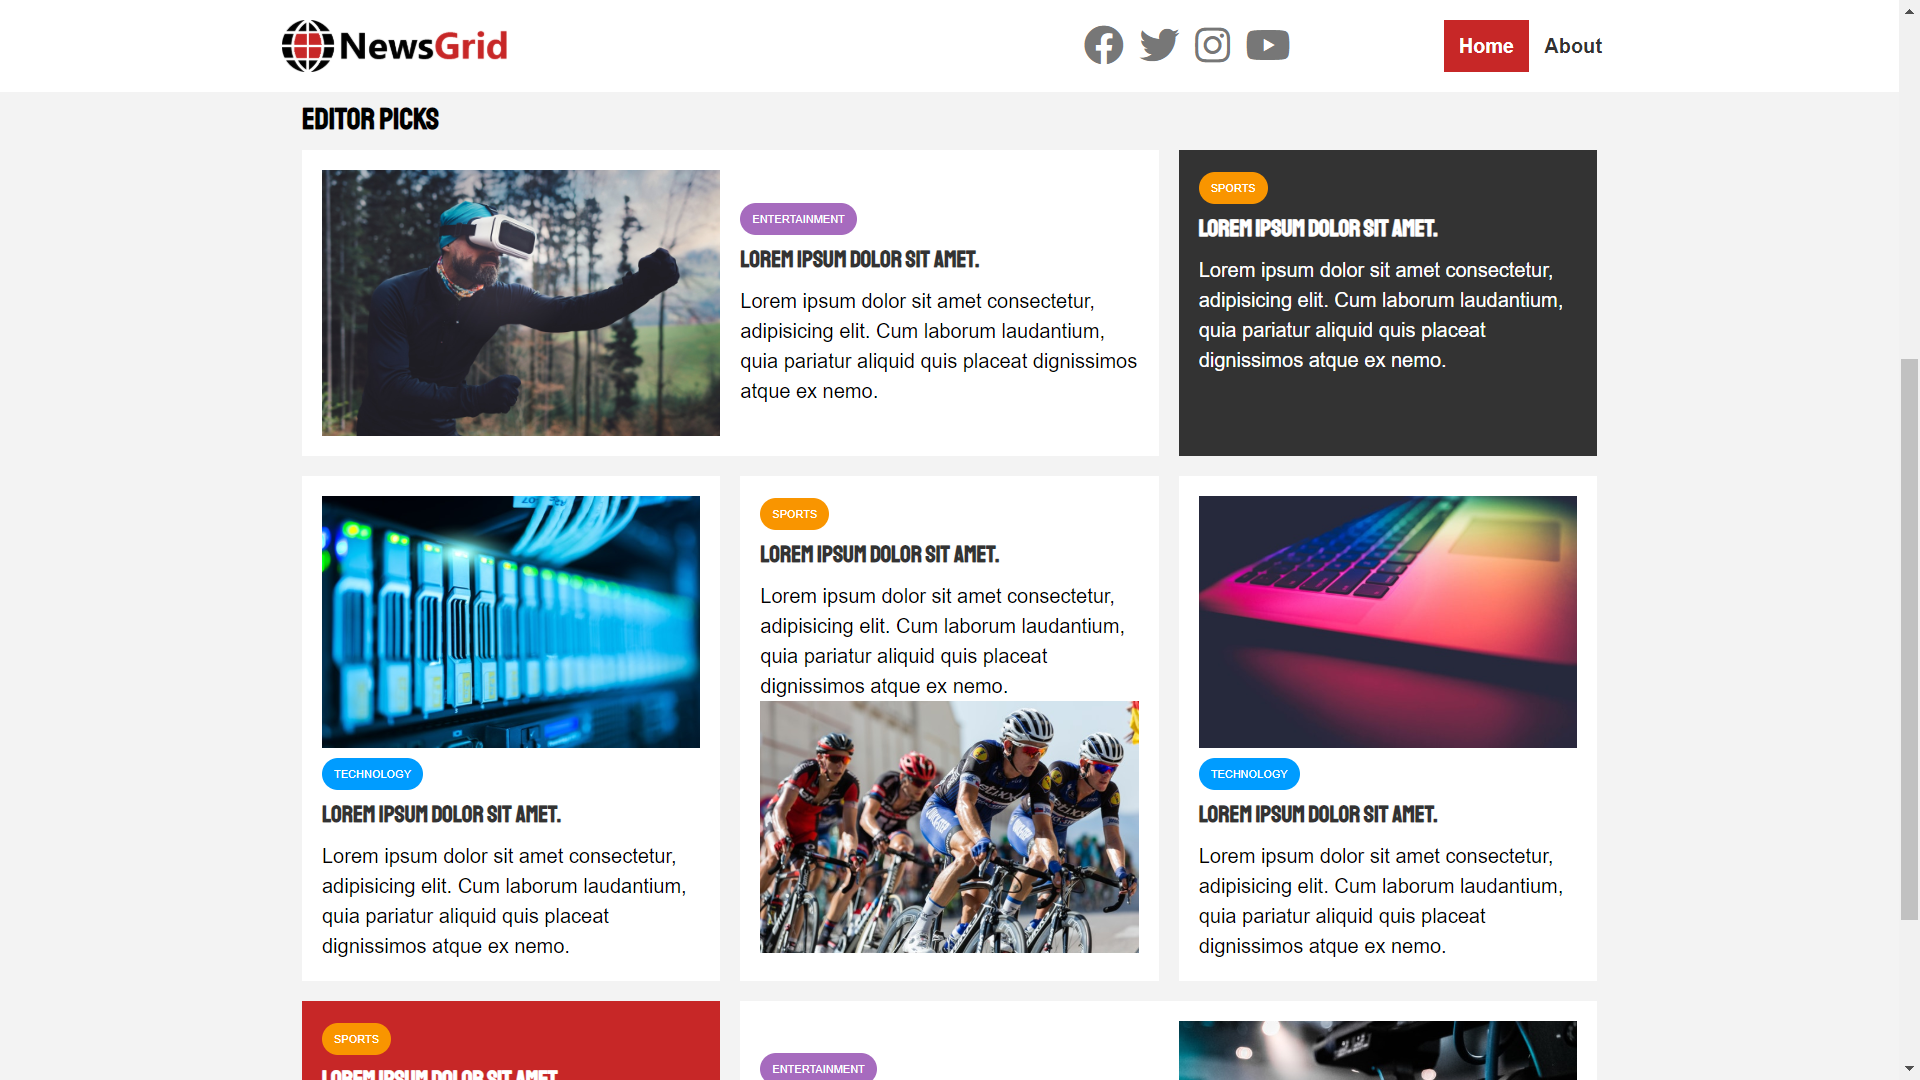 NewsGrid
Home
About
EDITOR PICKS
ENTERTAINMENT
LOREM IPSUM DOLOR SIT AMET.
Lorem ipsum dolor sit amet consectetur,
adipisicing elit. Cum laborum laudantium,
quia pariatur aliquid quis placeat dignissimos
atque ex nemo.
SPORTS
LOREM IPSUM DOLOR SIT AMET.
Lorem ipsum dolor sit amet consectetur,
adipisicing elit. Cum laborum laudantium,
quia pariatur aliquid quis placeat
dignissimos atque ex nemo.
TECHNOLOGY
LOREM IPSUM DOLOR SIT AMET.
Lorem ipsum dolor sit amet consectetur,
adipisicing elit. Cum laborum laudantium,
quia pariatur aliquid quis placeat
dignissimos atque ex nemo.
SPORTS
LOREM IPSUM DOLOR SIT AMET.
Lorem ipsum dolor sit amet consectetur,
adipisicing elit. Cum laborum laudantium,
quia pariatur aliquid quis placeat
dignissimos atque ex nemo.
TECHNOLOGY
LOREM IPSUM DOLOR SIT AMET.
Lorem ipsum dolor sit amet consectetur,
adipisicing elit. Cum laborum laudantium,
quia pariatur aliquid quis placeat
dignissimos atque ex nemo.
SPORTS
LOREM IPSUM DOLOR SIT AMET.
ENTERTAINMENT